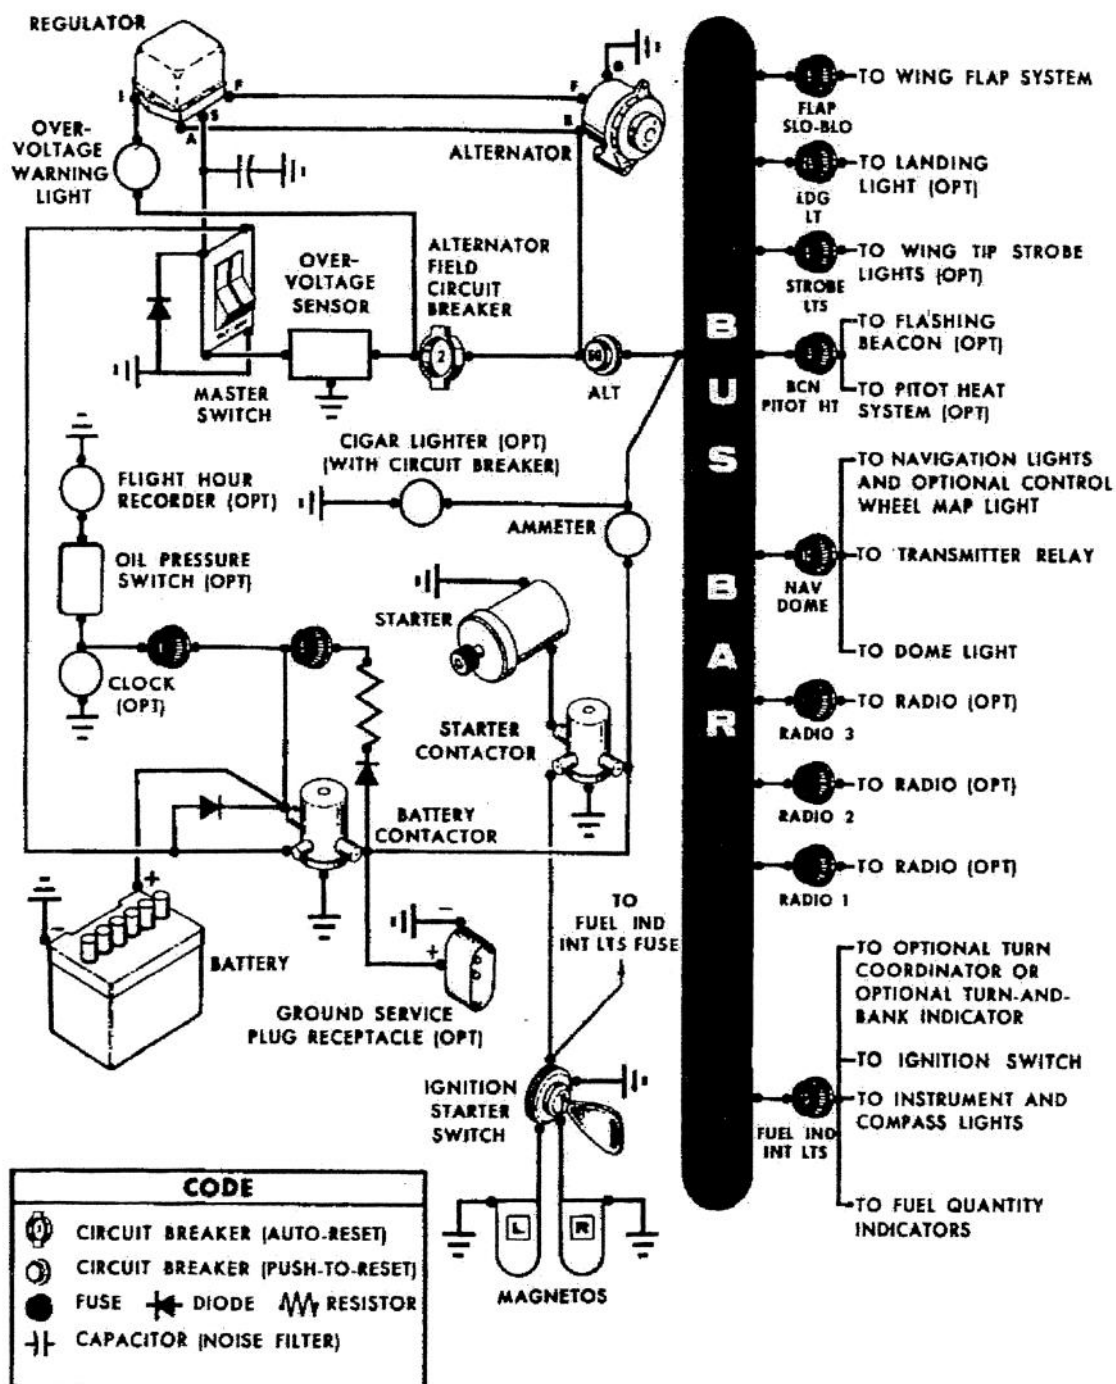 REGULATOR
I
F
S
A
OVER-
VOLTAGE
WARNING
LIGHT
F
B
ALTERNATOR
MASTER
SWITCH
OVER-
VOLTAGE
SENSOR
ALTERNATOR
FIELD
CIRCUIT
BREAKER
2
50
ALT
CIGAR LIGHTER (OPT)
(WITH CIRCUIT BREAKER)
AMMETER
FLIGHT HOUR
RECORDER (OPT)
OIL PRESSURE
SWITCH (OPT)
CLOCK
(OPT)
STARTER
STARTER
CONTACTOR
BATTERY
CONTACTOR
+
-
BATTERY
-
+
GROUND SERVICE
PLUG RECEPTACLE (OPT)
TO
FUEL IND
INT LTS FUSE
IGNITION
STARTER
SWITCH
L
R
MAGNETOS
BUS BAR
FLAP
SLO-BLO
TO WING FLAP SYSTEM
LDG
LT
TO LANDING
LIGHT (OPT)
STROBE
LTS
TO WING TIP STROBE
LIGHTS (OPT)
BCN
PITOT HT
TO FLASHING
BEACON (OPT)
TO PITOT HEAT
SYSTEM (OPT)
NAV
DOME
TO NAVIGATION LIGHTS
AND OPTIONAL CONTROL
WHEEL MAP LIGHT
TO TRANSMITTER RELAY
TO DOME LIGHT
RADIO 3
TO RADIO (OPT)
RADIO 2
TO RADIO (OPT)
RADIO 1
TO RADIO (OPT)
FUEL IND
INT LTS
TO OPTIONAL TURN
COORDINATOR OR
OPTIONAL TURN-AND-
BANK INDICATOR
TO IGNITION SWITCH
TO INSTRUMENT AND
COMPASS LIGHTS
TO FUEL QUANTITY
INDICATORS
CODE
CIRCUIT BREAKER (AUTO-RESET)
CIRCUIT BREAKER (PUSH-TO-RESET)
FUSE DIODE RESISTOR
CAPACITOR (NOISE FILTER)